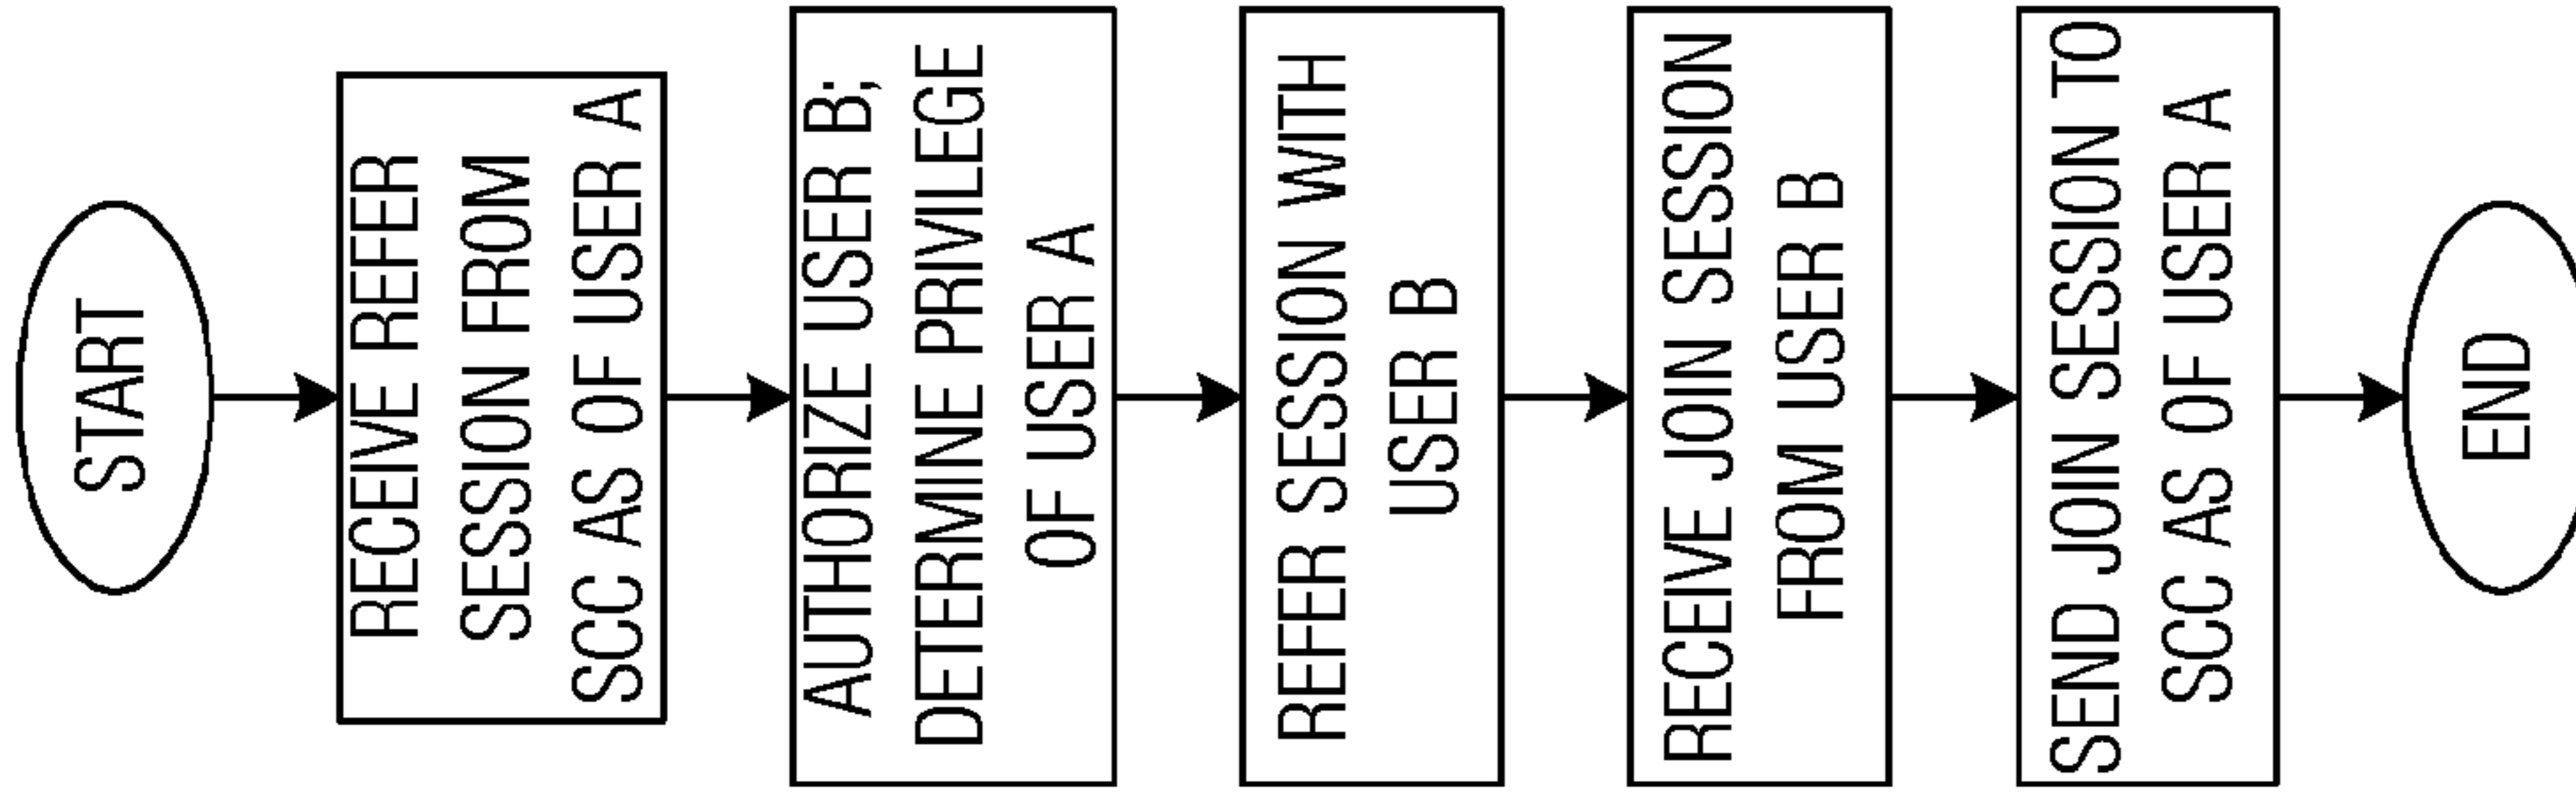 START
RECEIVE REFER
SESSION FROM
SCC AS OF USER A
AUTHORIZE USER B;
DETERMINE PRIVILEGE
OF USER A
REFER SESSION WITH
USER B
RECEIVE JOIN SESSION
FROM USER B
SEND JOIN SESSION TO
SCC AS OF USER A
END